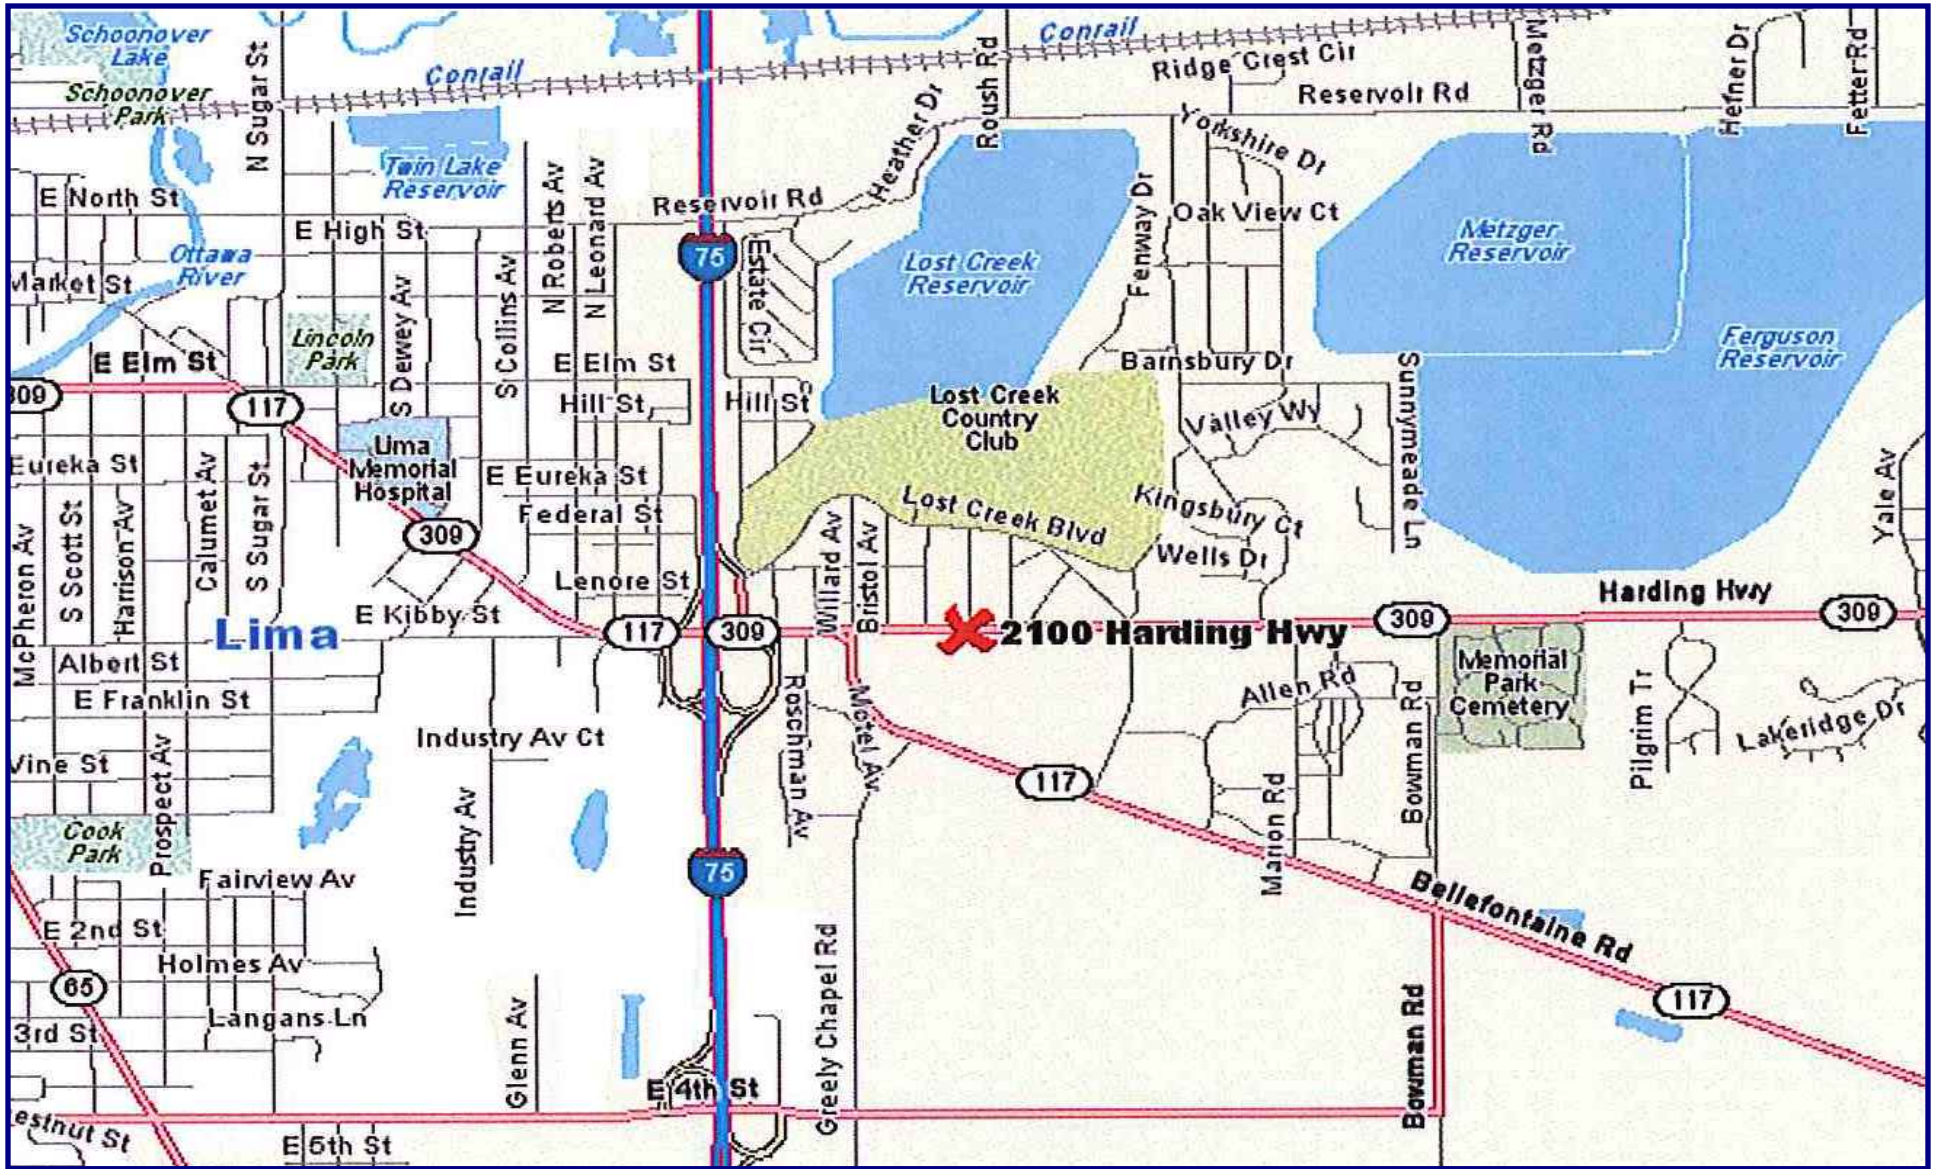 Schoonover
Lake
Schoonover
Park
N Sugar St
Conrail
Conrail
Roush Rd
Ridge Crest Cir
Reservoir Rd
Metzger Rd
Hefner Dr
Fetter Rd
Twin Lake
Reservoir
Heather Dr
Yorkshire Dr
E North St
E High St
N Roberts Av
N Leonard Av
Reservoir Rd
Fenway Dr
Oak View Ct
Metzger
Reservoir
Ottawa
River
Market St
75
Estate Cir
Lost Creek
Reservoir
S Dewey Av
S Collins Av
Lincoln
Park
E Elm St
E Elm St
Barnsbury Dr
Ferguson
Reservoir
309
117
Hill St
Hill St
Lost Creek
Country
Club
Valley Wy
Sunnymeade Ln
Lima
Memorial
Hospital
Eureka St
E Eureka St
Calumet Av
S Sugar St
S Scott St
Harrison Av
McPheron Av
Federal St
309
Lost Creek Blvd
Kingsbury Ct
Wells Dr
Yale Av
Willard Av
Bristol Av
Lenore St
E Kibby St
Lima
117
309
2100 Harding Hwy
309
Harding Hwy
309
Albert St
E Franklin St
Memorial
Park
Cemetery
Allen Rd
Bowman Rd
Pilgrim Tr
Lakeridge Dr
Roschman Av
Motel Av
Industry Av Ct
Vine St
Prospect Av
117
Cook
Park
Industry Av
Marion Rd
75
Fairview Av
Bellefontaine Rd
E 2nd St
Holmes Av
65
117
Langans Ln
3rd St
Glenn Av
Greely Chapel Rd
Bowman Rd
E 4th St
estnut St
E 5th St